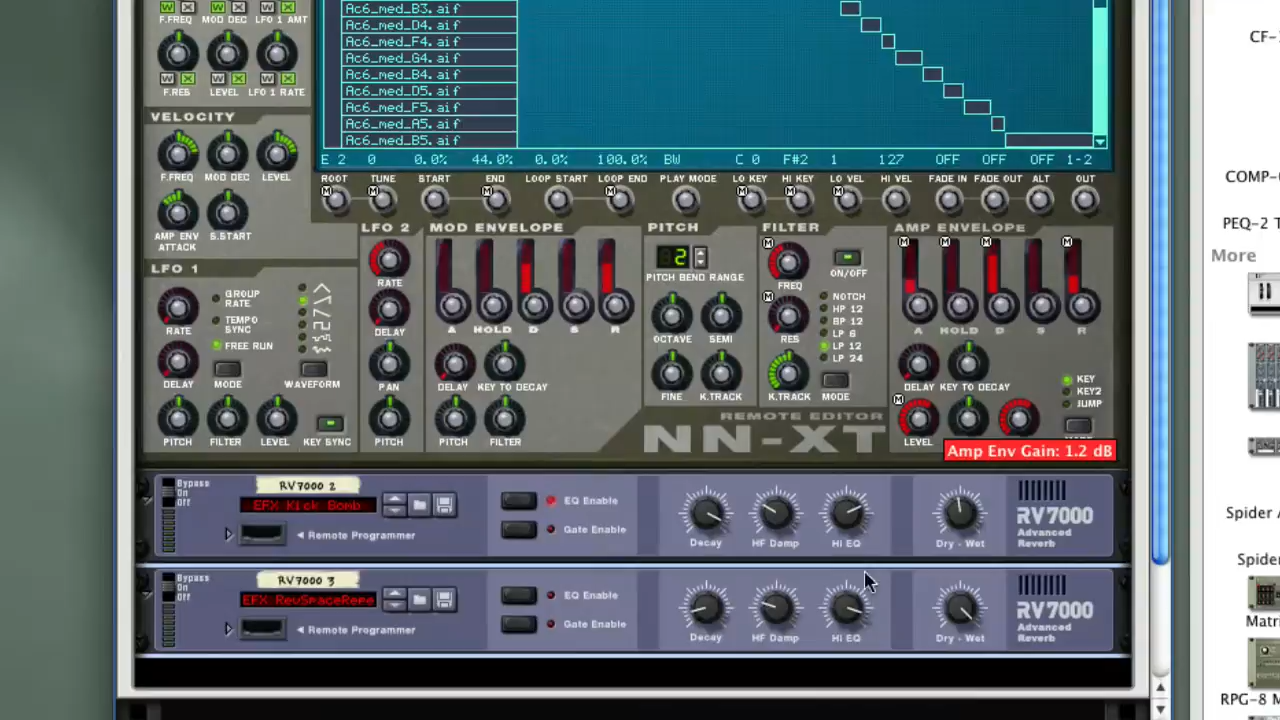 F.FREQ MOD DEC LFO 1 AMT
W X W X W X
F.RES LEVEL LFO 1 RATE
VELOCITY
F.FREQ MOD DEC LEVEL
AMP ENV ATTACK S.START
Ac6_med_B3.aif
Ac6_med_D4.aif
Ac6_med_F4.aif
Ac6_med_G4.aif
Ac6_med_B4.aif
Ac6_med_D5.aif
Ac6_med_F5.aif
Ac6_med_A5.aif
Ac6_med_B5.aif
E 2 0 0.0% 44.0% 0.0% 100.0% BW C 0 F#2 1 127 OFF OFF OFF 1-2
ROOT TUNE START END LOOP START LOOP END PLAY MODE LO KEY HI KEY LO VEL HI VEL FADE IN FADE OUT ALT OUT
LFO 1
RATE
GROUP RATE
TEMPO SYNC
FREE RUN
DELAY MODE WAVEFORM
PITCH FILTER LEVEL KEY SYNC
LFO 2
RATE
DELAY
PAN
PITCH
MOD ENVELOPE
A HOLD D S R
DELAY KEY TO DECAY
PITCH FILTER
PITCH
2
PITCH BEND RANGE
OCTAVE SEMI
FINE K.TRACK
FILTER
FREQ ON/OFF
RES
NOTCH
HP 12
BP 12
LP 6
LP 12
LP 24
K.TRACK MODE
AMP ENVELOPE
A HOLD D S R
DELAY KEY TO DECAY
KEY
KEY2
JUMP
LEVEL
Amp Env Gain: 1.2 dB
REMOTE EDITOR
NN-XT
Bypass
On
Off
RV7000 2
EFX Kick Bomb
Remote Programmer
EQ Enable
Gate Enable
Decay HF Damp Hi EQ Dry - Wet
RV7000
Advanced
Reverb
Bypass
On
Off
RV7000 3
EFX RevSpaceReme
Remote Programmer
EQ Enable
Gate Enable
Decay HF Damp Hi EQ Dry - Wet
RV7000
Advanced
Reverb
PEQ-2
More
Spider
Spider
Matri
RPG-8 M